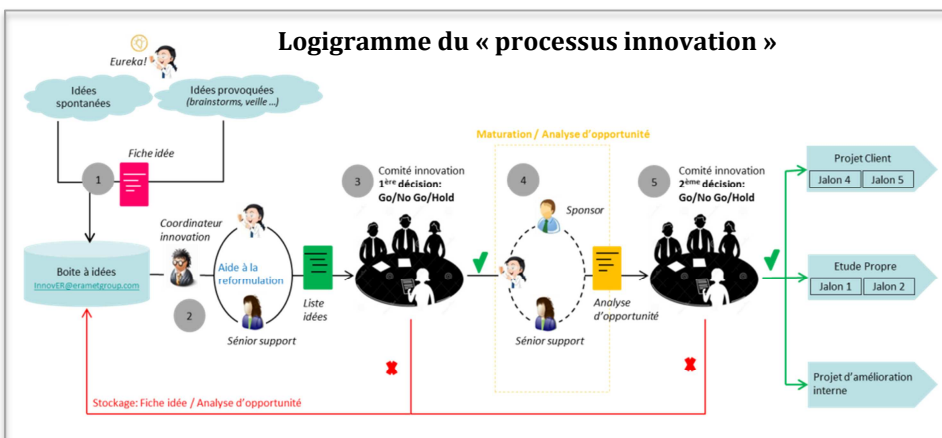 Logigramme du « processus innovation »
Eureka!
Idées
spontanées
Idées provoquées
(brainstorms, veille ...)
1
Fiche idée
Boite à idées
InnovER@erametgroup.com
Coordinateur
innovation
2
Aide à la
reformulation
Sénior support
Liste
idées
3
Comité innovation
1ère décision:
Go/No Go/Hold
Maturation / Analyse d'opportunité
4
Sponsor
Sénior support
Analyse
d'opportunité
5
Comité innovation
2ème décision:
Go/No Go/Hold
Projet Client
Jalon 4
Jalon 5
Etude Propre
Jalon 1
Jalon 2
Projet d'amélioration
interne
Stockage: Fiche idée / Analyse d'opportunité